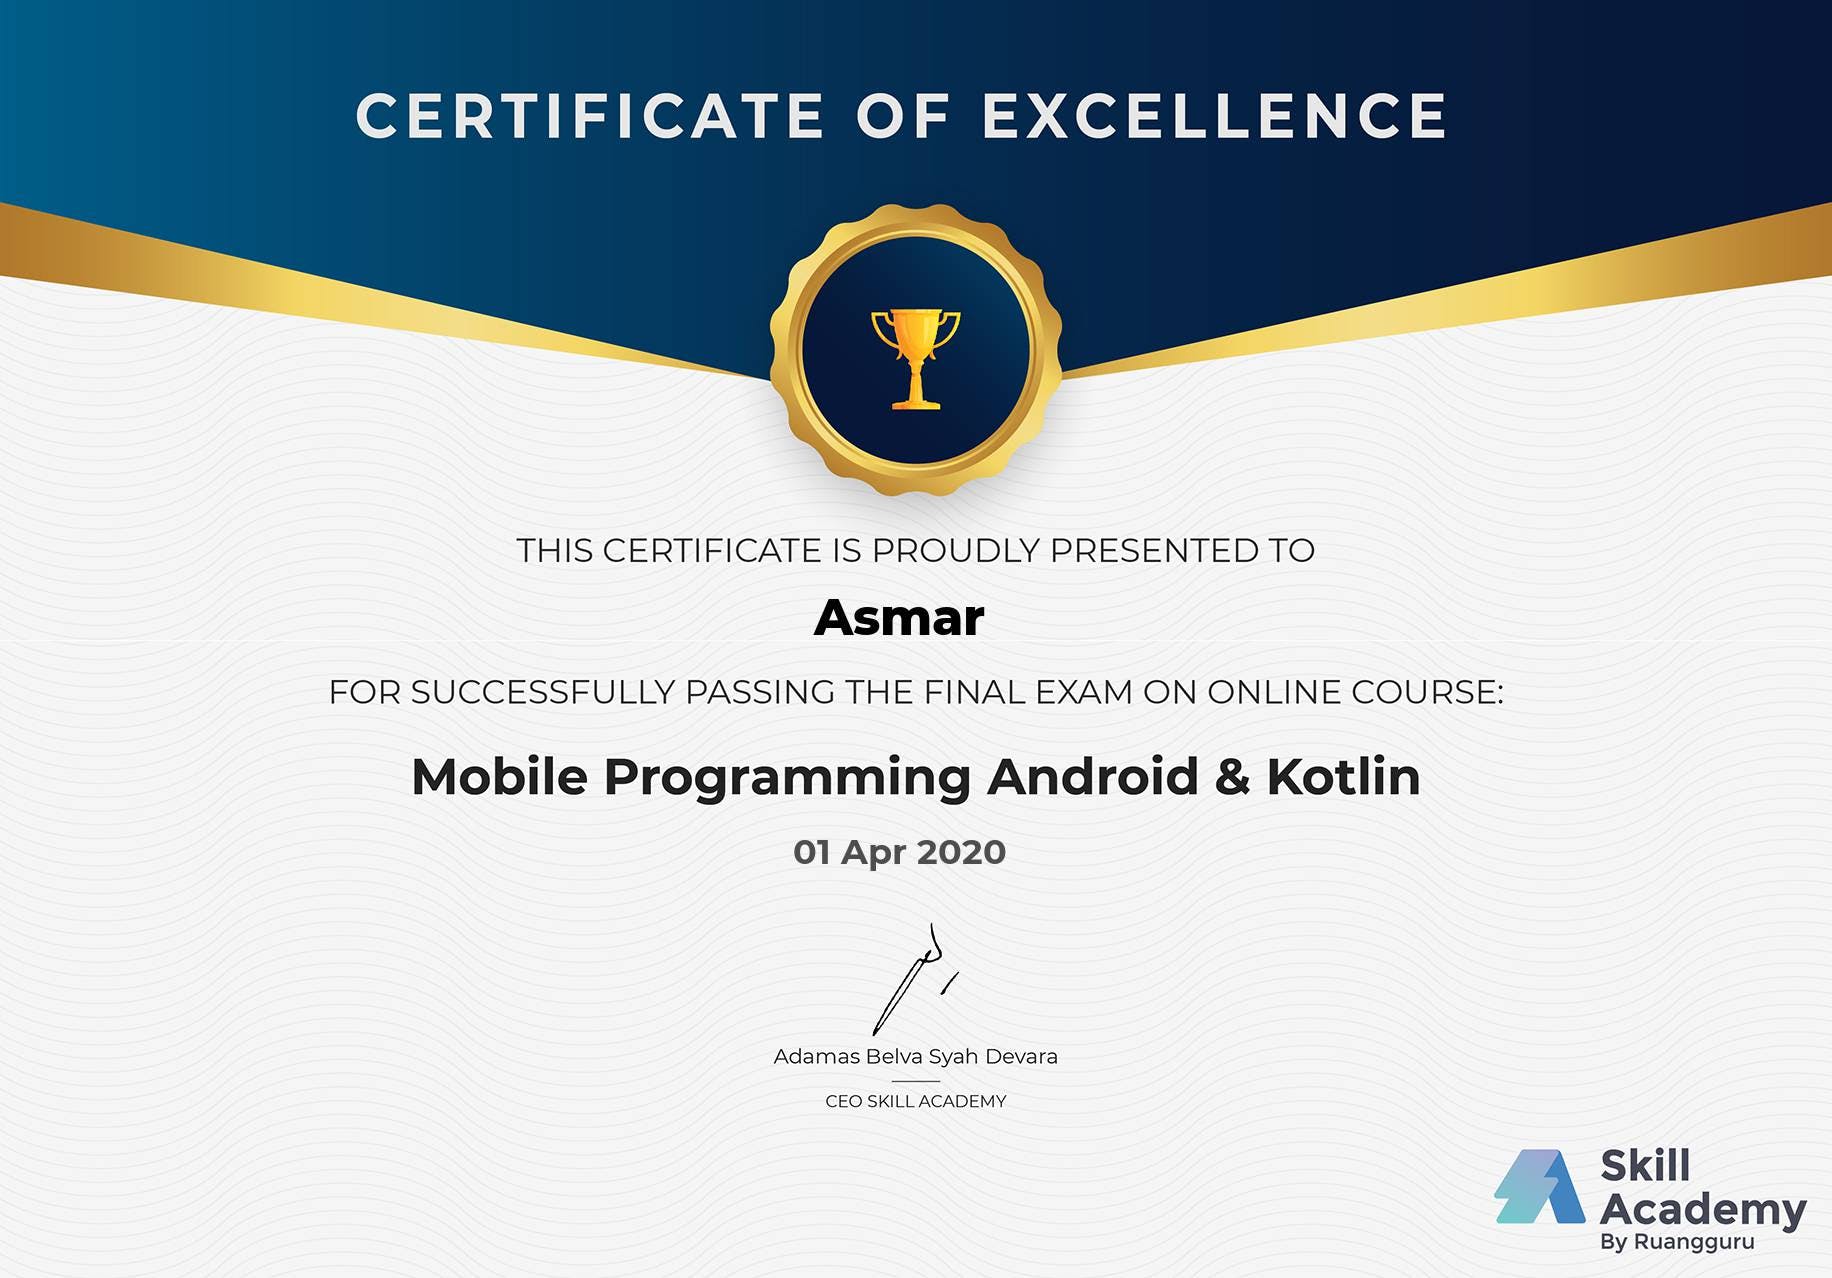 CERTIFICATE OF EXCELLENCE
THIS CERTIFICATE IS PROUDLY PRESENTED TO
Asmar
FOR SUCCESSFULLY PASSING THE FINAL EXAM ON ONLINE COURSE:
Mobile Programming Android & Kotlin
01 Apr 2020
Adamas Belva Syah Devara
CEO SKILL ACADEMY
Skill
Academy
By Ruangguru